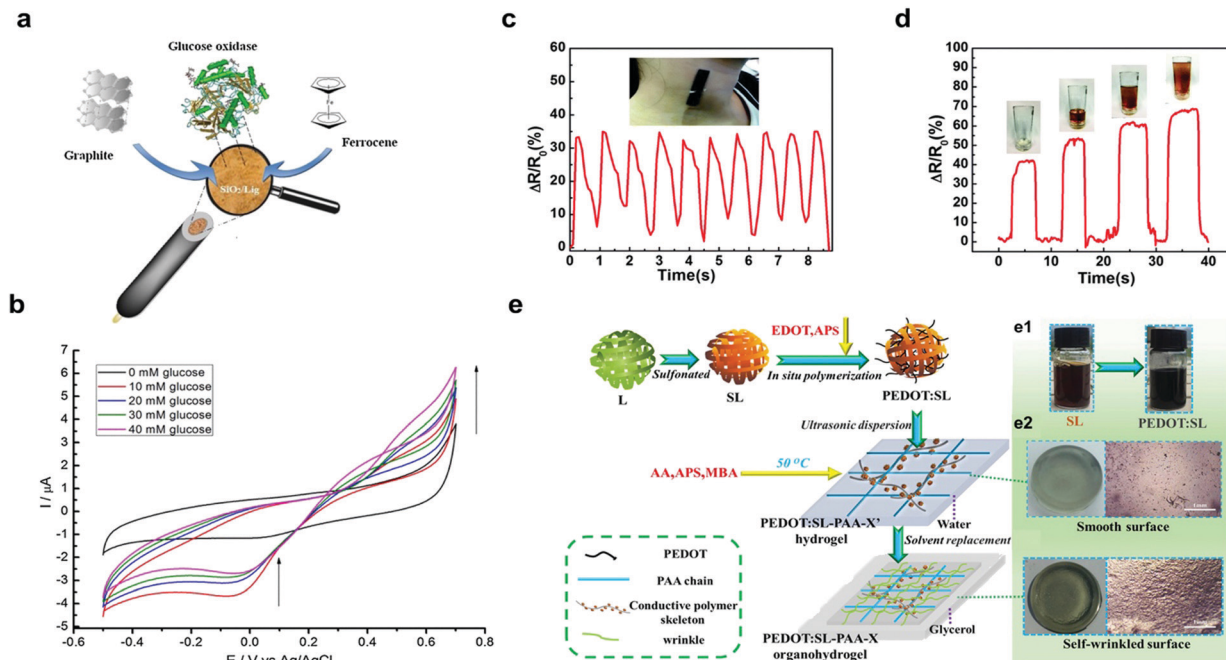 a
Glucose oxidase
Graphite
Ferrocene
Fe
SiO₂/Lig
b
7
6
5
4
3
2
1
0
-1
-2
-3
-4
-5
I / μA
0 mM glucose
10 mM glucose
20 mM glucose
30 mM glucose
40 mM glucose
-0.6 -0.4 -0.2 0.0 0.2 0.4 0.6 0.8
E / V vs Ag/AgCl
c
60
50
40
30
20
10
0
ΔR/R₀(%)
0 1 2 3 4 5 6 7 8
Time(s)
d
100
90
80
70
60
50
40
30
20
10
0
ΔR/R₀(%)
0 10 20 30 40
Time(s)
e
EDOT,APS
Sulfonated
In situ polymerization
L
SL
PEDOT:SL
Ultrasonic dispersion
AA,APS,MBA
50 °C
PEDOT:SL-PAA-X'
hydrogel
Water
Solvent replacement
PEDOT
PAA chain
Conductive polymer
skeleton
wrinkle
PEDOT:SL-PAA-X
organohydrogel
Glycerol
e1
SL
PEDOT:SL
e2
Smooth surface
Self-wrinkled surface